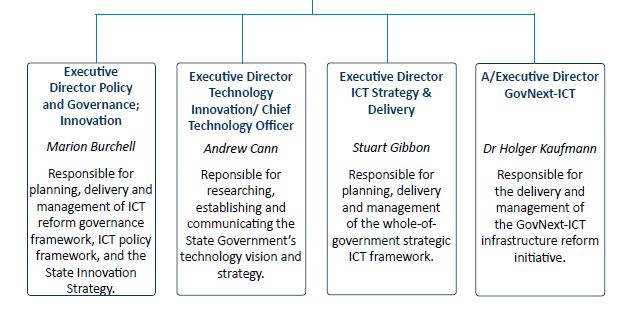 Executive
Director Policy
and Governance;
Innovation
Marion Burchell
Responsible for
planning, delivery and
management of ICT
reform governance
framework, ICT policy
framework, and the
State Innovation
Strategy.
Executive Director
Technology
Innovation/ Chief
Technology Officer
Andrew Cann
Reponsible for
researching,
establishing and
communicating the
State Government's
technology vision and
strategy.
Executive Director
ICT Strategy &
Delivery
Stuart Gibbon
Responsible for
planning, delivery
and management
of the whole-of-
government strategic
ICT framework.
A/Executive Director
GovNext-ICT
Dr Holger Kaufmann
Responsible for
the delivery and
management of
the GovNext-ICT
infrastructure reform
initiative.